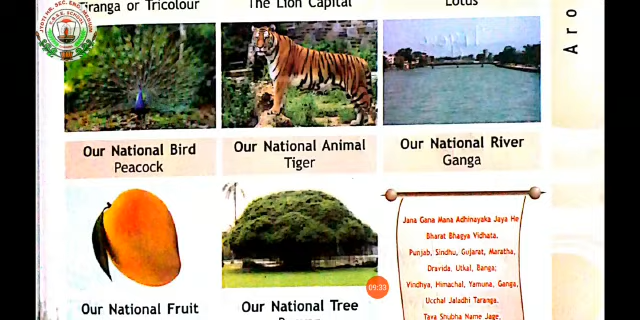 Tiranga or Tricolour
The Lion Capital
Lotus
Aro
Our National Bird
Peacock
Our National Animal
Tiger
Our National River
Ganga
Our National Fruit
Our National Tree
09:33
Jana Gana Mana Adhinayaka Jaya He
Bharat Bhagya Vidhata,
Punjab, Sindhu, Gujarat, Maratha,
Dravida, Utkal, Banga;
Vindhya, Himachal, Yamuna, Ganga,
Ucchal Jaladhi Taranga.
Tava Shubha Name Jage,